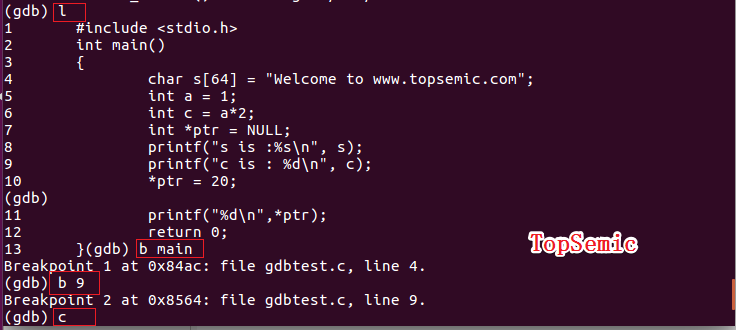 (gdb) l
1 #include <stdio.h>
2 int main()
3 {
4 char s[64] = "Welcome to www.topsemic.com";
5 int a = 1;
6 int c = a*2;
7 int *ptr = NULL;
8 printf("s is :%s\n", s);
9 printf("c is : %d\n", c);
10 *ptr = 20;
(gdb)
11 printf("%d\n",*ptr);
12 return 0;
13 }(gdb) b main
TopSemic
Breakpoint 1 at 0x84ac: file gdbtest.c, line 4.
(gdb) b 9
Breakpoint 2 at 0x8564: file gdbtest.c, line 9.
(gdb) c